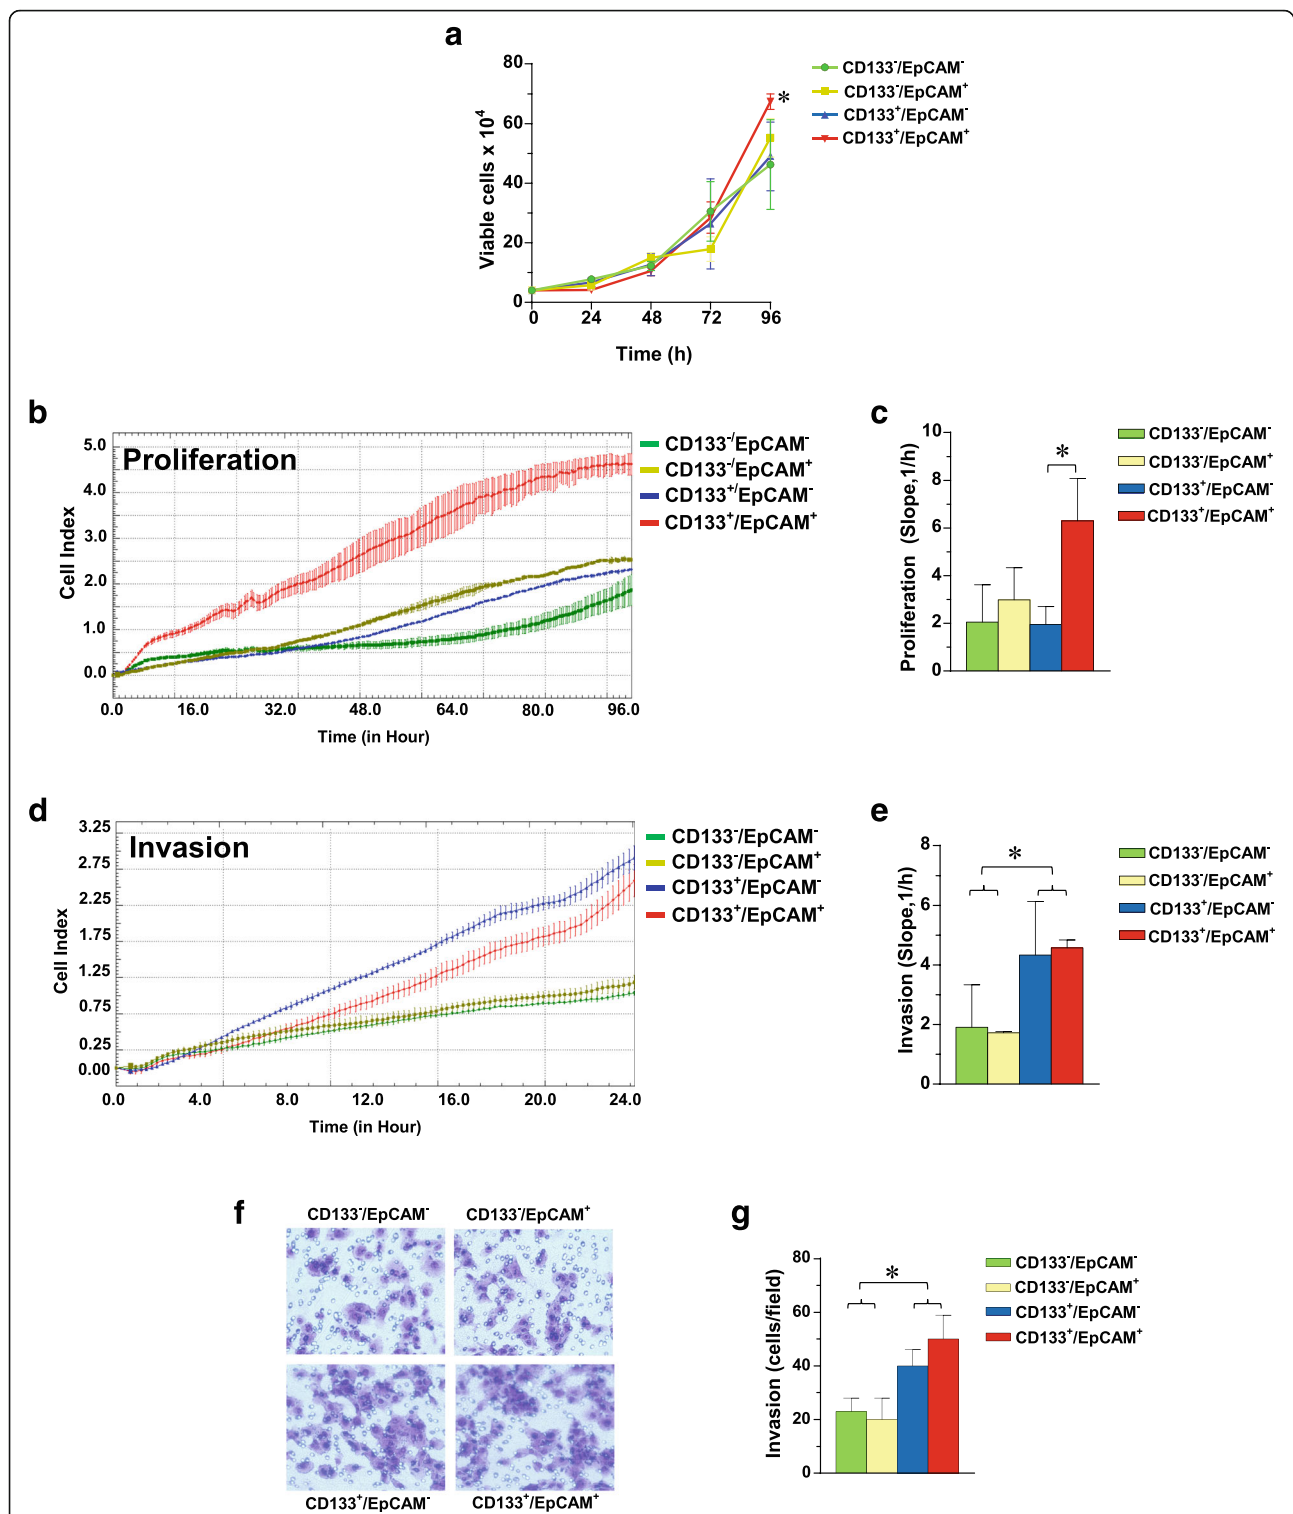 a
80
60
40
20
0
Viable cells x 10⁴
0 24 48 72 96
Time (h)
*
CD133⁻/EpCAM⁻
CD133⁻/EpCAM⁺
CD133⁺/EpCAM⁻
CD133⁺/EpCAM⁺
b
Proliferation
5.0
4.0
3.0
2.0
1.0
0.0
Cell Index
0.0 16.0 32.0 48.0 64.0 80.0 96.0
Time (in Hour)
CD133⁻/EpCAM⁻
CD133⁻/EpCAM⁺
CD133⁺/EpCAM⁻
CD133⁺/EpCAM⁺
c
10
8
6
4
2
0
Proliferation (Slope,1/h)
*
CD133⁻/EpCAM⁻
CD133⁻/EpCAM⁺
CD133⁺/EpCAM⁻
CD133⁺/EpCAM⁺
d
Invasion
3.25
2.75
2.25
1.75
1.25
0.75
0.25
0.00
Cell Index
0.0 4.0 8.0 12.0 16.0 20.0 24.0
Time (in Hour)
CD133⁻/EpCAM⁻
CD133⁻/EpCAM⁺
CD133⁺/EpCAM⁻
CD133⁺/EpCAM⁺
e
8
6
4
2
0
Invasion (Slope,1/h)
*
CD133⁻/EpCAM⁻
CD133⁻/EpCAM⁺
CD133⁺/EpCAM⁻
CD133⁺/EpCAM⁺
f
CD133⁻/EpCAM⁻ CD133⁻/EpCAM⁺
CD133⁺/EpCAM⁻ CD133⁺/EpCAM⁺
g
80
60
40
20
0
Invasion (cells/field)
*
CD133⁻/EpCAM⁻
CD133⁻/EpCAM⁺
CD133⁺/EpCAM⁻
CD133⁺/EpCAM⁺